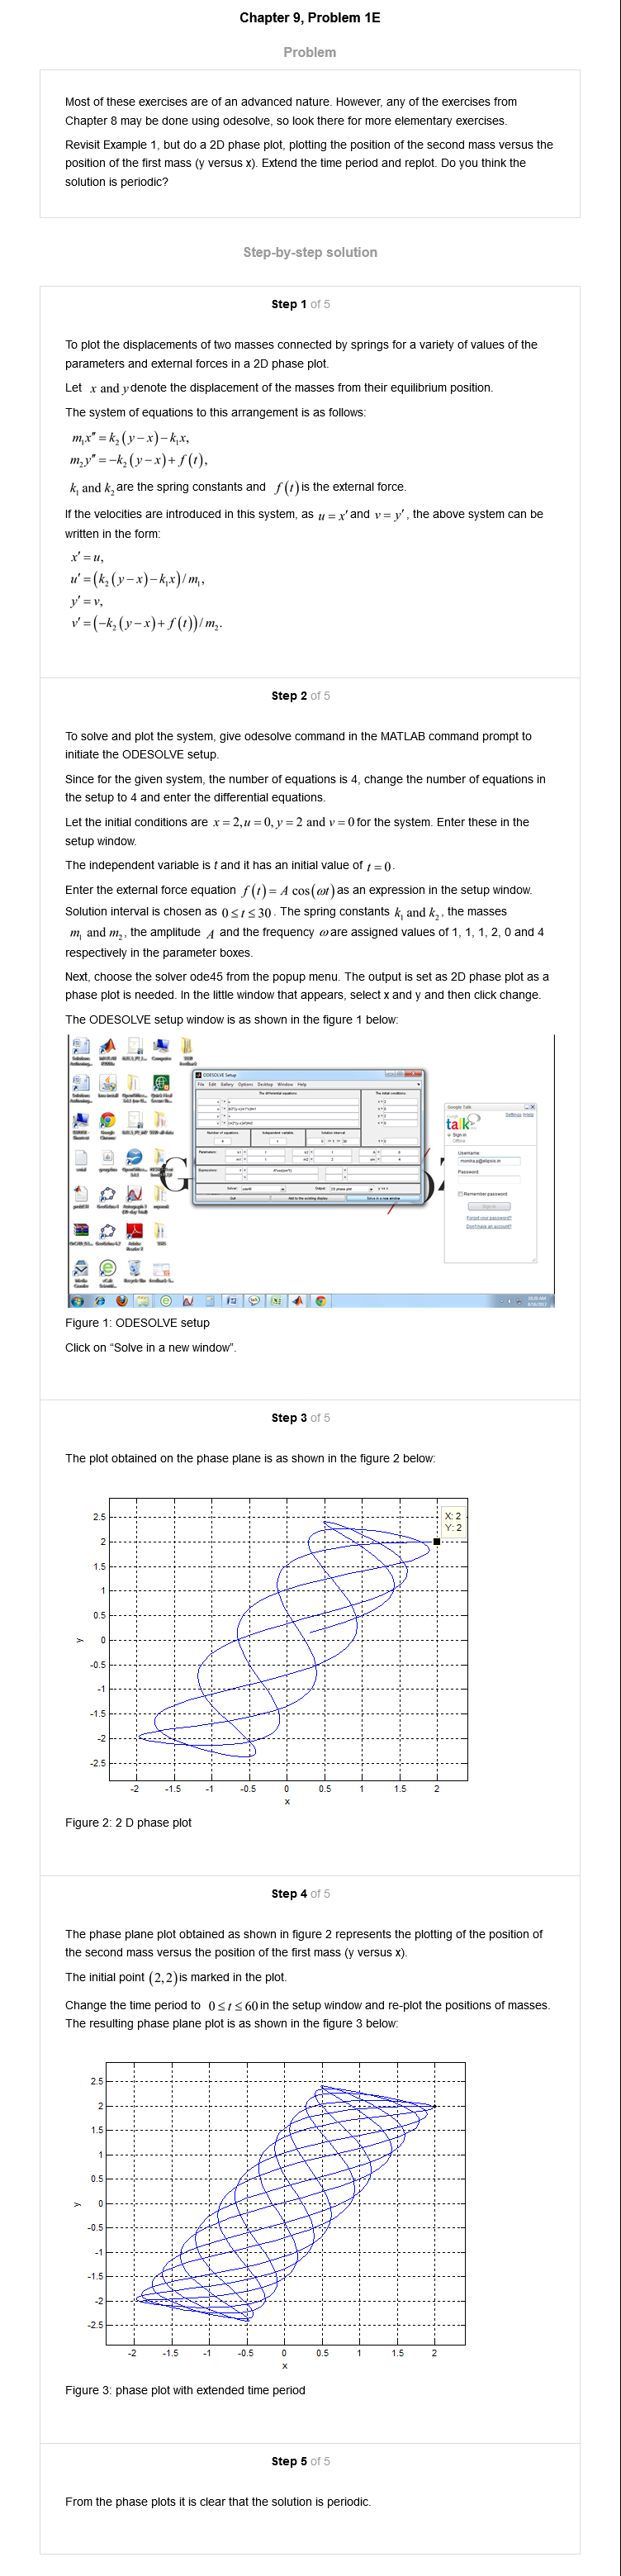 Chapter 9, Problem 1E
Problem
Most of these exercises are of an advanced nature. However, any of the exercises from
Chapter 8 may be done using odesolve, so look there for more elementary exercises.
Revisit Example 1, but do a 2D phase plot, plotting the position of the second mass versus the
position of the first mass (y versus x). Extend the time period and replot. Do you think the
solution is periodic?
Step-by-step solution
Step 1 of 5
To plot the displacements of two masses connected by springs for a variety of values of the
parameters and external forces in a 2D phase plot.
Let x and y denote the displacement of the masses from their equilibrium position.
The system of equations to this arrangement is as follows:
m₁x″ = k₂(y−x)−k₁x,
m₂y″ = −k₂(y−x)+f(t),
k₁ and k₂ are the spring constants and f(t) is the external force.
If the velocities are introduced in this system, as u = x′ and v = y′, the above system can be
written in the form:
x′ = u,
u′ = (k₂(y−x)−k₁x)/m₁,
y′ = v,
v′ = (−k₂(y−x)+f(t))/m₂.
Step 2 of 5
To solve and plot the system, give odesolve command in the MATLAB command prompt to
initiate the ODESOLVE setup.
Since for the given system, the number of equations is 4, change the number of equations in
the setup to 4 and enter the differential equations.
Let the initial conditions are x = 2, u = 0, y = 2 and v = 0 for the system. Enter these in the
setup window.
The independent variable is t and it has an initial value of t = 0.
Enter the external force equation f(t) = A cos(ωt) as an expression in the setup window.
Solution interval is chosen as 0≤t≤30. The spring constants k₁ and k₂, the masses
m₁ and m₂, the amplitude A and the frequency ω are assigned values of 1, 1, 1, 2, 0 and 4
respectively in the parameter boxes.
Next, choose the solver ode45 from the popup menu. The output is set as 2D phase plot as a
phase plot is needed. In the little window that appears, select x and y and then click change.
The ODESOLVE setup window is as shown in the figure 1 below:
ODESOLVE Setup
File Edit Gallery Options Desktop Window Help
The differential equations.
The initial conditions.
Number of equations
Independent variable
Solution interval
Parameters:
Expressions:
Solver:
Output:
Quit
Add to the existing display
Solve in a new window
Google Talk
Settings Help
talk
Sign in
Offline
Username
Password
Remember password
Sign in
Forgot your password?
Don't have an account?
Figure 1: ODESOLVE setup
Click on “Solve in a new window”.
Step 3 of 5
The plot obtained on the phase plane is as shown in the figure 2 below:
X: 2
Y: 2
2.5
2
1.5
1
0.5
0
-0.5
-1
-1.5
-2
-2.5
y
-2 -1.5 -1 -0.5 0 0.5 1 1.5 2
x
Figure 2: 2 D phase plot
Step 4 of 5
The phase plane plot obtained as shown in figure 2 represents the plotting of the position of
the second mass versus the position of the first mass (y versus x).
The initial point (2,2) is marked in the plot.
Change the time period to 0≤t≤60 in the setup window and re-plot the positions of masses.
The resulting phase plane plot is as shown in the figure 3 below:
2.5
2
1.5
1
0.5
0
-0.5
-1
-1.5
-2
-2.5
y
-2 -1.5 -1 -0.5 0 0.5 1 1.5 2
x
Figure 3: phase plot with extended time period
Step 5 of 5
From the phase plots it is clear that the solution is periodic.